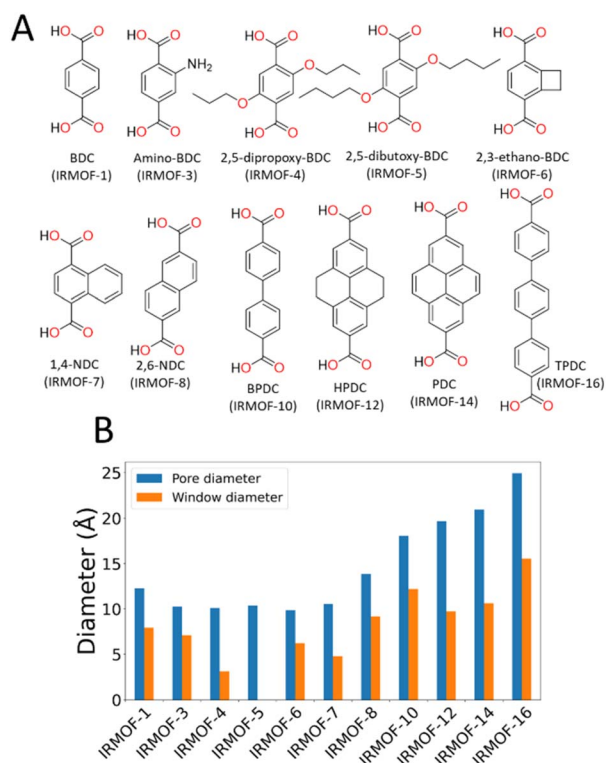 A
HO O
HO O
BDC
(IRMOF-1)
HO O
NH2
HO O
Amino-BDC
(IRMOF-3)
HO O
O
O
HO O
2,5-dipropoxy-BDC
(IRMOF-4)
HO O
O
O
HO O
2,5-dibutoxy-BDC
(IRMOF-5)
HO O
HO O
2,3-ethano-BDC
(IRMOF-6)
HO O
HO O
1,4-NDC
(IRMOF-7)
HO O
HO O
2,6-NDC
(IRMOF-8)
HO O
HO O
BPDC
(IRMOF-10)
HO O
HO O
HPDC
(IRMOF-12)
HO O
HO O
PDC
(IRMOF-14)
HO O
HO O
TPDC
(IRMOF-16)
B
Pore diameter
Window diameter
Diameter (Å)
25
20
15
10
5
0
IRMOF-1
IRMOF-3
IRMOF-4
IRMOF-5
IRMOF-6
IRMOF-7
IRMOF-8
IRMOF-10
IRMOF-12
IRMOF-14
IRMOF-16